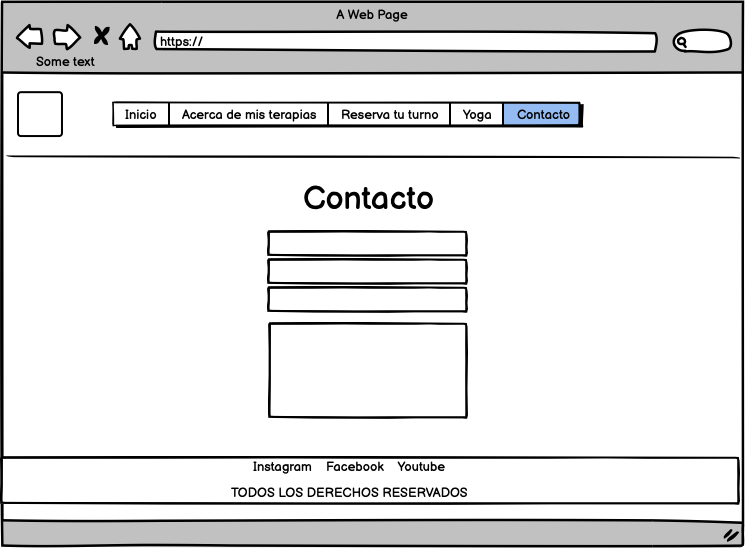 A Web Page
https://
Some text
Inicio Acerca de mis terapias Reserva tu turno Yoga Contacto
Contacto
Instagram Facebook Youtube
TODOS LOS DERECHOS RESERVADOS